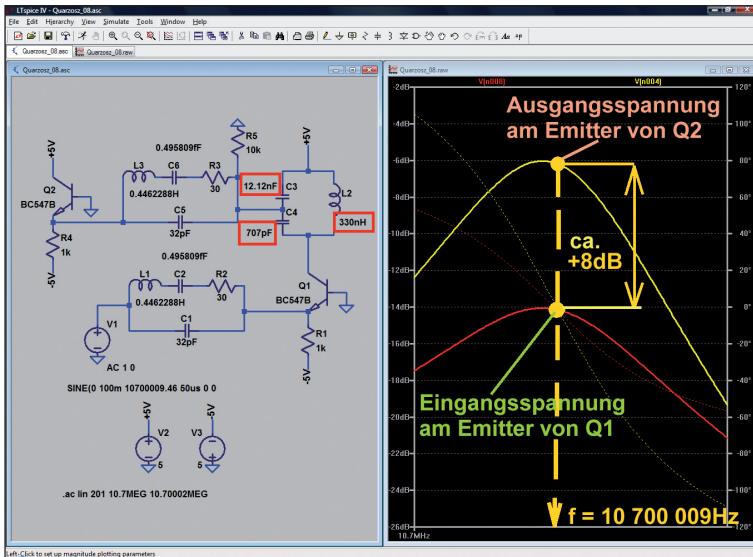 LTspice IV - Quarzosz_08.asc
File Edit Hierarchy View Simulate Tools Window Help
Quarzosz_08.asc Quarzosz_08.raw
Quarzosz_08.asc
+5V
Q2
BC547B
R4
1k
-5V
0.495809fF
L3
C6
R3
0.4462288H
30
C5
32pF
R5
10k
+5V
12.12nF
C3
L2
C4
707pF
330nH
0.495809fF
L1
C2
R2
0.4462288H
30
C1
32pF
Q1
BC547B
R1
1k
-5V
V1
AC 1 0
SINE(0 100m 10700009.46 50us 0 0
+5V
V2
5
-5V
V3
5
.ac lin 201 10.7MEG 10.70002MEG
Quarzosz_08.raw
V(n008)
V(n004)
-2dB
-4dB
-6dB
-8dB
-10dB
-12dB
-14dB
-16dB
-18dB
-20dB
-22dB
-24dB
-26dB
120°
100°
80°
60°
40°
20°
0°
-20°
-40°
-60°
-80°
-100°
-120°
10.7MHz
Ausgangsspannung
am Emitter von Q2
ca.
+8dB
Eingangsspannung
am Emitter von Q1
f = 10 700 009Hz
Left-Click to set up magnitude plotting parameters